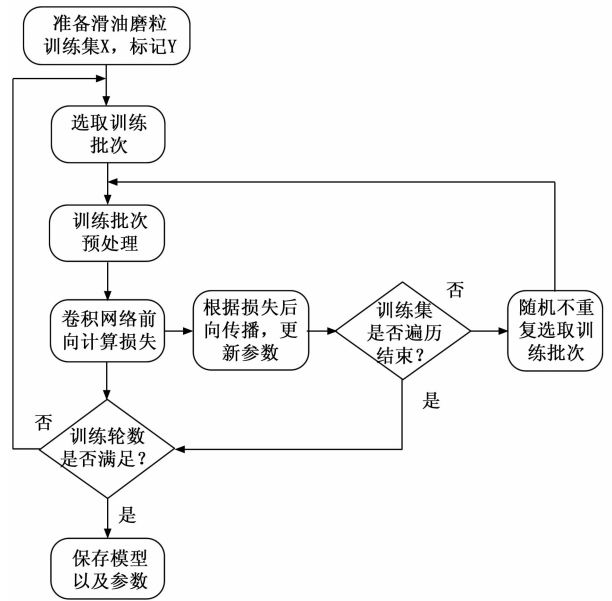 准备滑油磨粒
训练集X，标记Y
选取训练
批次
训练批次
预处理
卷积网络前
向计算损失
根据损失后
向传播，更
新参数
训练集
是否遍历
结束？
否
随机不重
复选取训
练批次
是
否
训练轮数
是否满足？
是
保存模型
以及参数